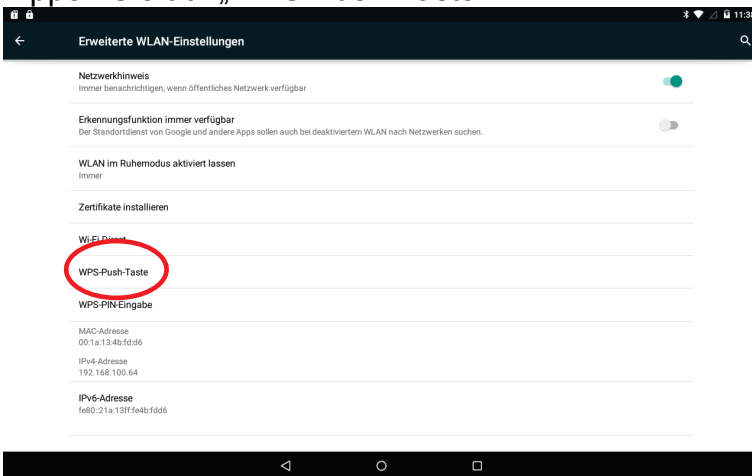 11:38
Erweiterte WLAN-Einstellungen
Netzwerkhinweis
Immer benachrichtigen, wenn öffentliches Netzwerk verfügbar
Erkennungsfunktion immer verfügbar
Der Standortdienst von Google und andere Apps sollen auch bei deaktiviertem WLAN nach Netzwerken suchen.
WLAN im Ruhemodus aktiviert lassen
Immer
Zertifikate installieren
Wi-Fi Direct
WPS-Push-Taste
WPS-PIN-Eingabe
MAC-Adresse
00:1a:13:4b:fd:d6
IPv4-Adresse
192.168.100.64
IPv6-Adresse
fe80::21a:13ff:fe4b:fdd6